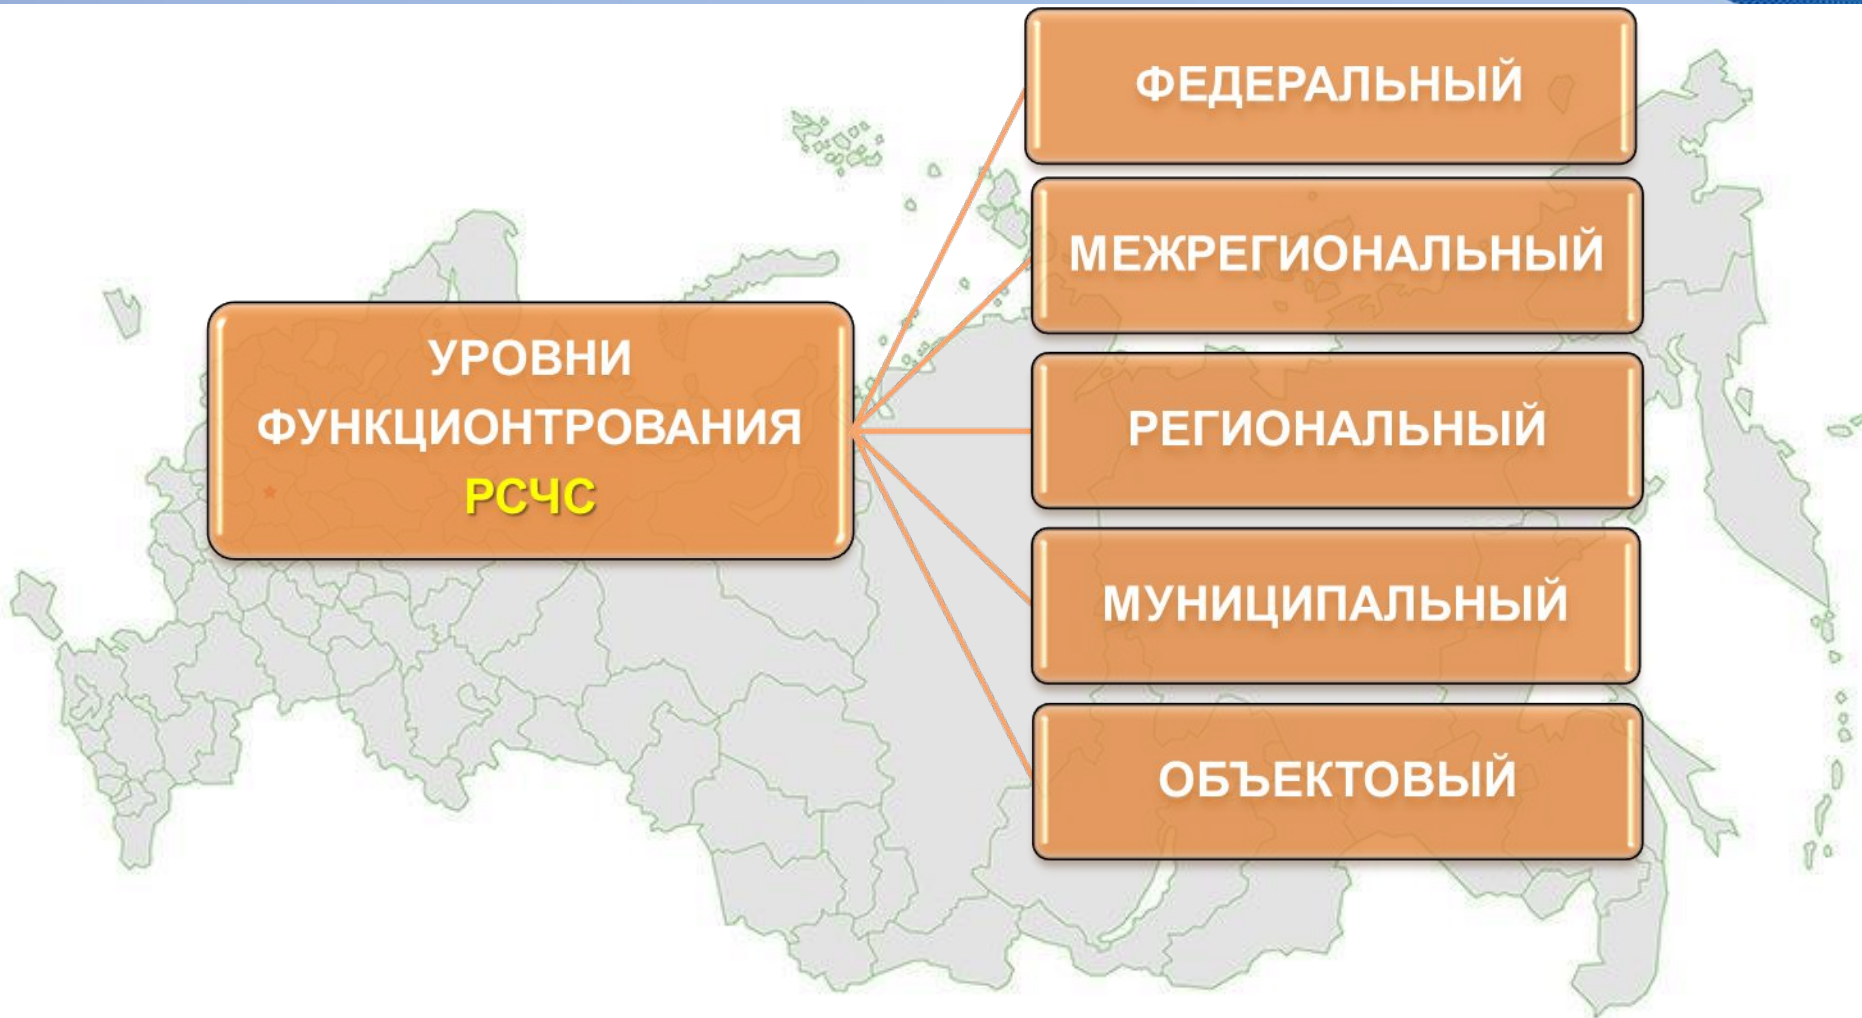 УРОВНИ
ФУНКЦИОНТРОВАНИЯ
РСЧС
ФЕДЕРАЛЬНЫЙ
МЕЖРЕГИОНАЛЬНЫЙ
РЕГИОНАЛЬНЫЙ
МУНИЦИПАЛЬНЫЙ
ОБЪЕКТОВЫЙ